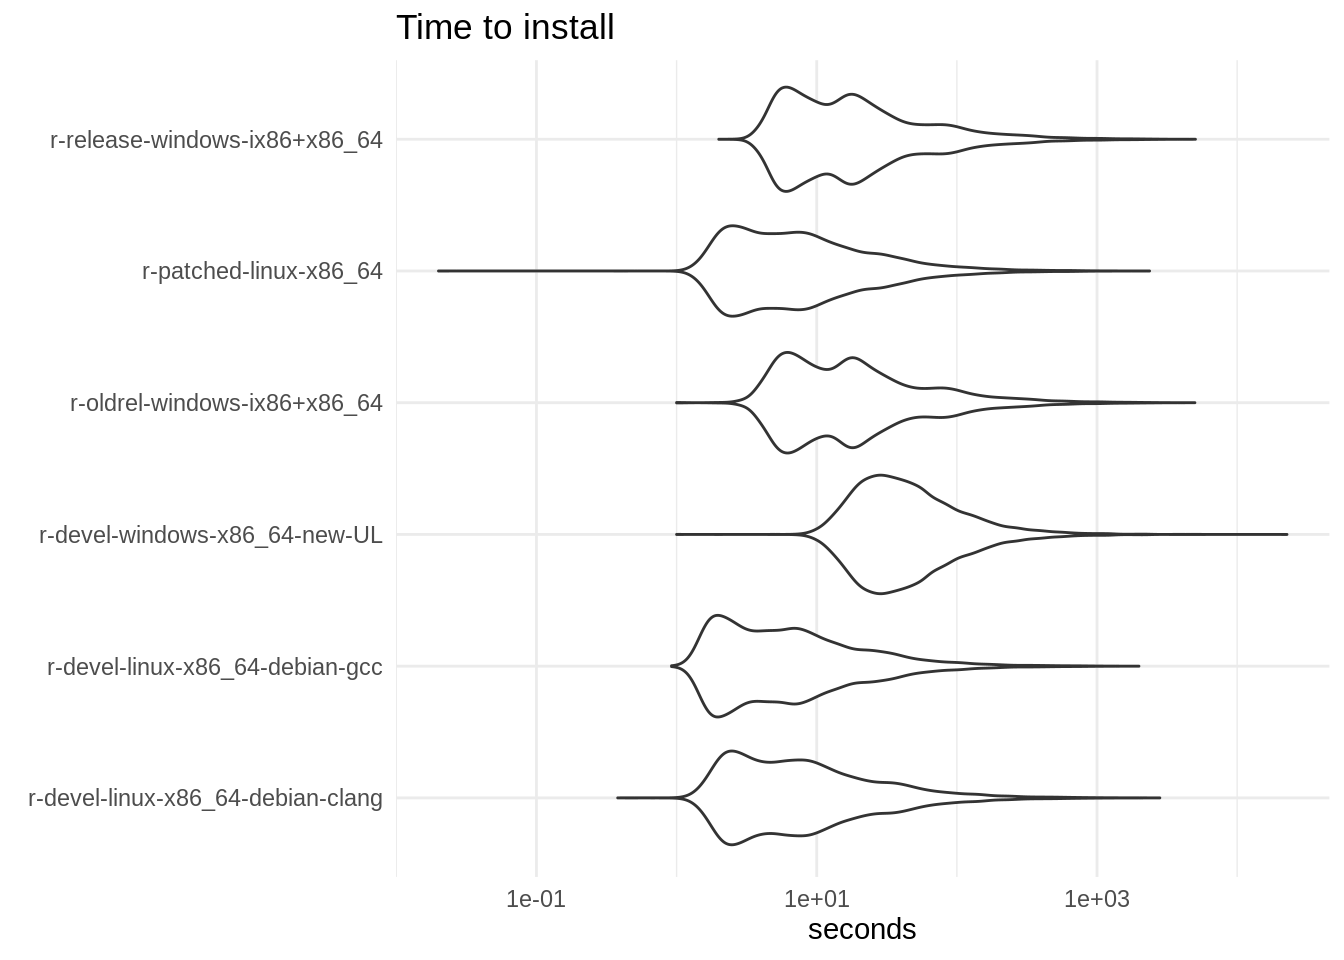 Time to install
r-release-windows-ix86+x86_64
r-patched-linux-x86_64
r-oldrel-windows-ix86+x86_64
r-devel-windows-x86_64-new-UL
r-devel-linux-x86_64-debian-gcc
r-devel-linux-x86_64-debian-clang
1e-01 1e+01 1e+03
seconds